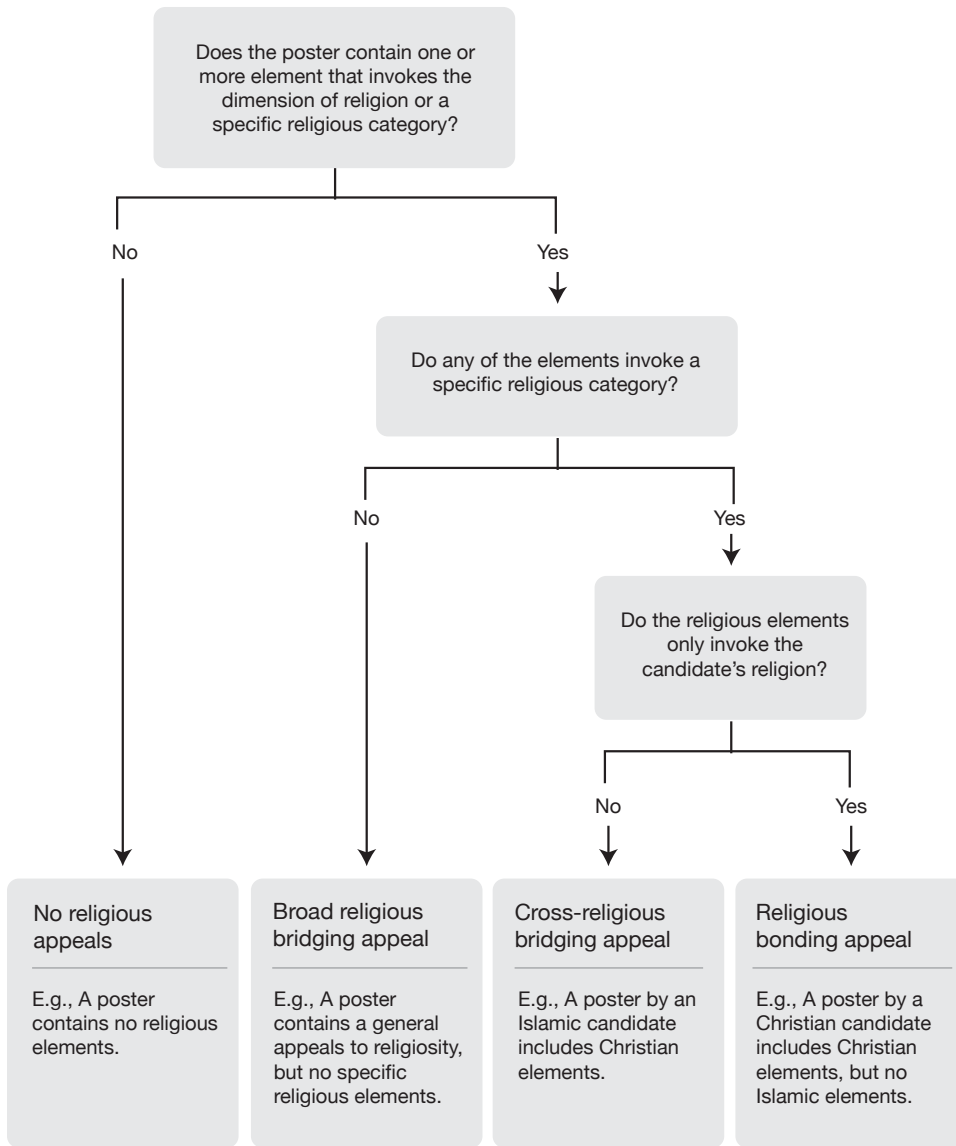 Does the poster contain one or
more element that invokes the
dimension of religion or a
specific religious category?
No
Yes
Do any of the elements invoke a
specific religious category?
No
Yes
Do the religious elements
only invoke the
candidate’s religion?
No
Yes
No religious
appeals
E.g., A poster
contains no religious
elements.
Broad religious
bridging appeal
E.g., A poster
contains a general
appeals to religiosity,
but no specific
religious elements.
Cross-religious
bridging appeal
E.g., A poster by an
Islamic candidate
includes Christian
elements.
Religious
bonding appeal
E.g., A poster by a
Christian candidate
includes Christian
elements, but no
Islamic elements.